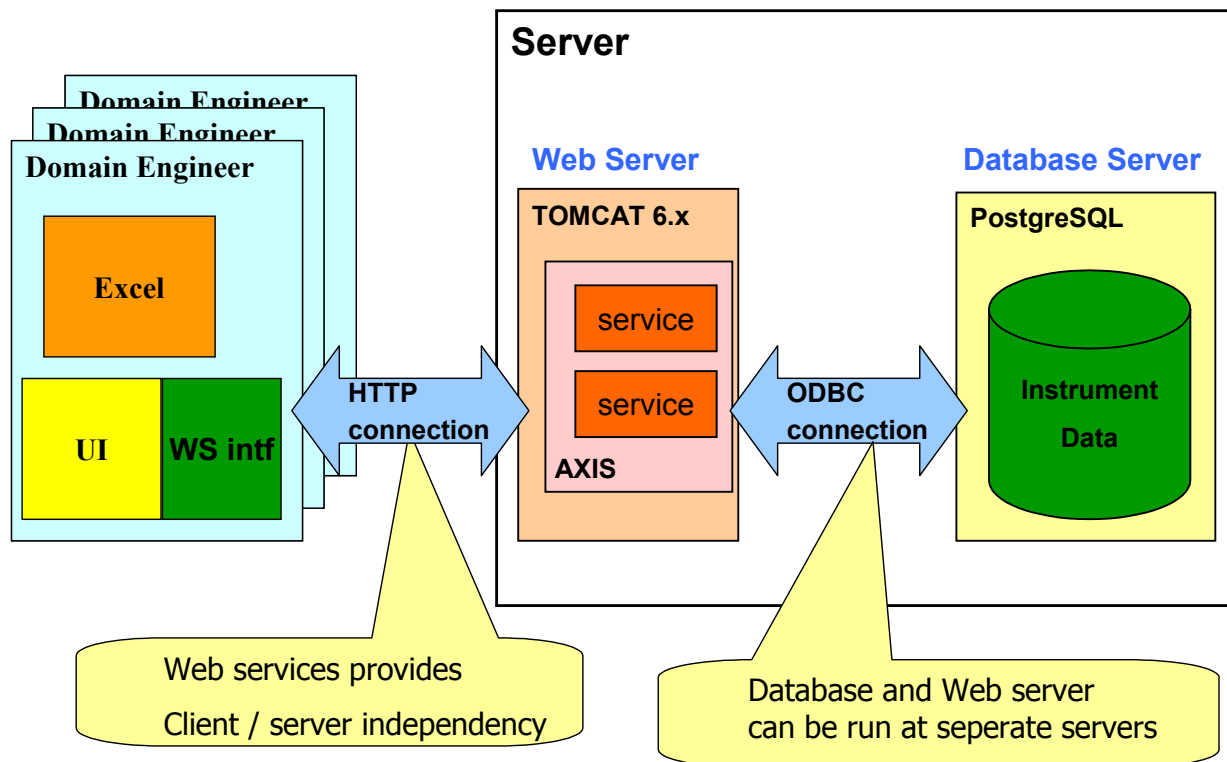 Server
Domain Engineer
Domain Engineer
Domain Engineer
Excel
UI
WS intf
HTTP
connection
Web Server
TOMCAT 6.x
service
service
AXIS
ODBC
connection
Database Server
PostgreSQL
Instrument
Data
Web services provides
Client / server independency
Database and Web server
can be run at seperate servers